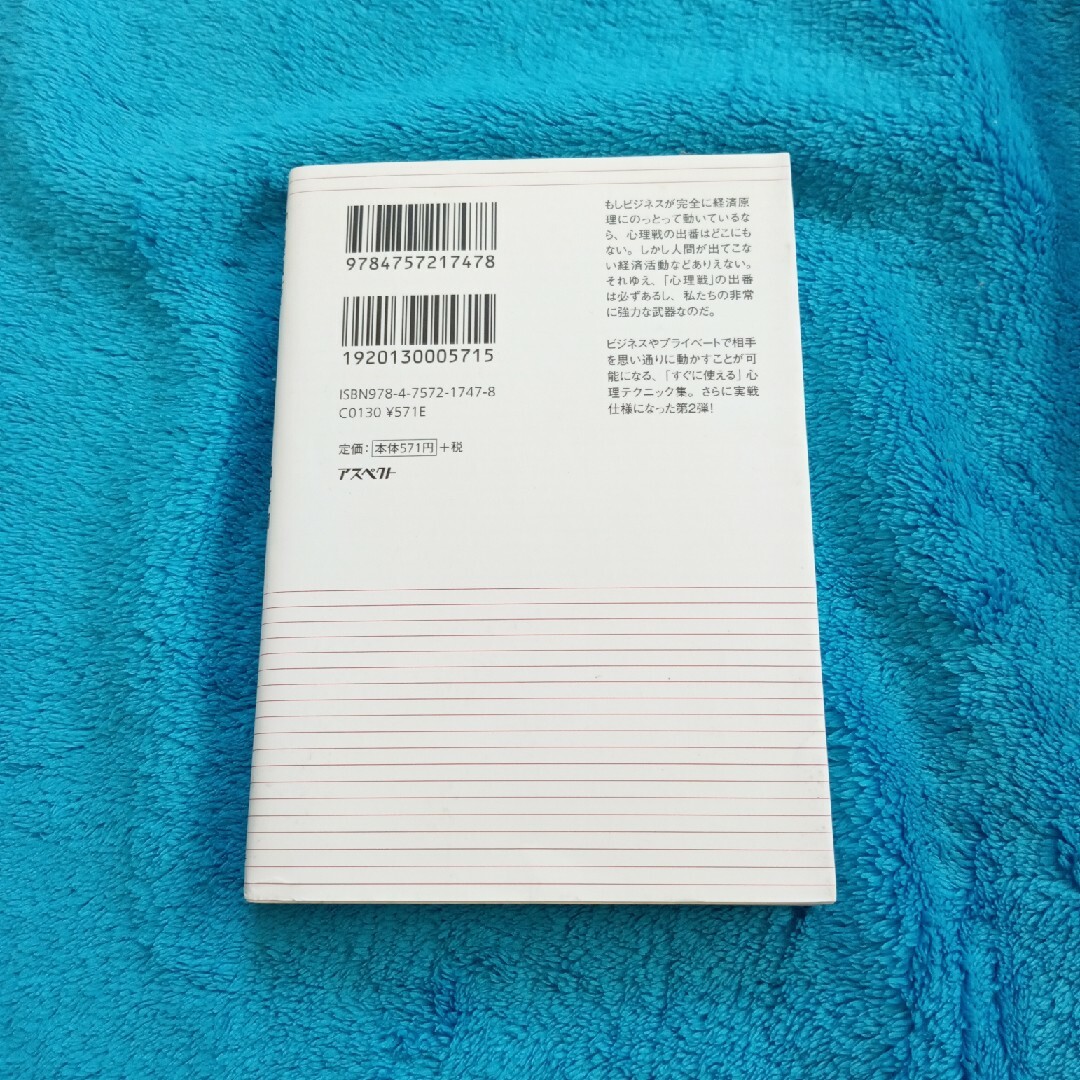 9784757217478
1920130005715
ISBN978-4-7572-1747-8
C0130 ¥571E
定価：本体571円＋税
アスペクト
もしビジネスが完全に経済原
理にのっとって動いているな
ら、心理戦の出番はどこにも
ない。しかし人間が出てこな
い経済活動などありえない。
それゆえ、「心理戦」の出番
は必ずあるし、私たちの非常
に強力な武器なのだ。
ビジネスやプライベートで相手
を思い通りに動かすことが可
能になる、「すぐに使える」心
理テクニック集。さらに実戦
仕様になった第2弾！